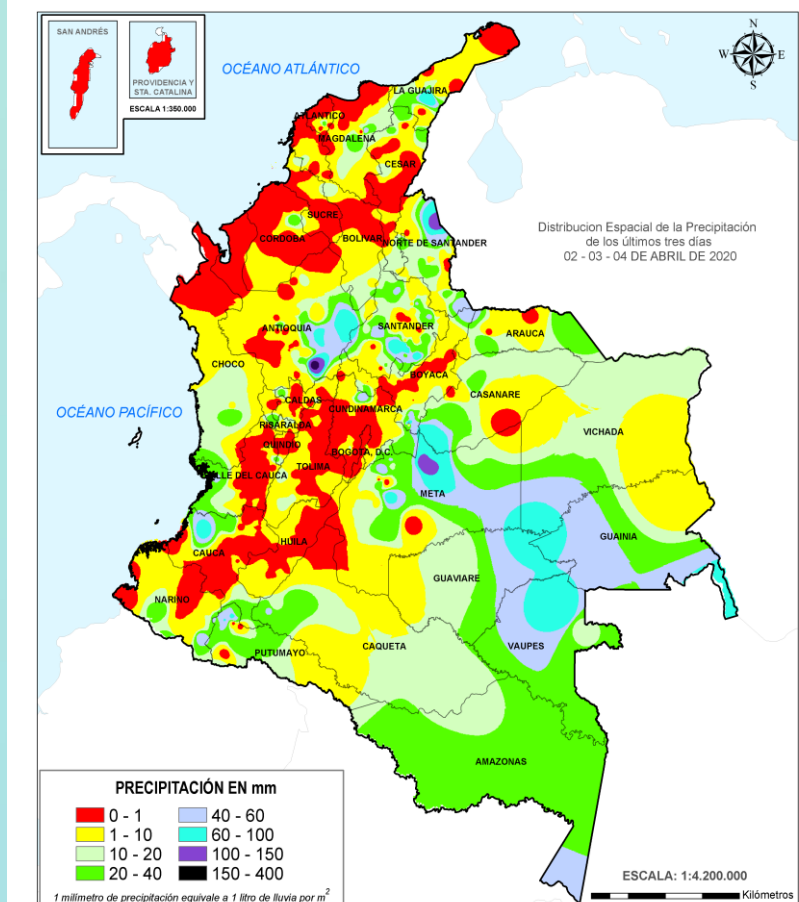 SAN ANDRÉS
PROVIDENCIA Y
STA. CATALINA
ESCALA 1:350.000
OCÉANO ATLÁNTICO
N
W
E
S
LA GUAJIRA
ATLANTICO
MAGDALENA
CESAR
SUCRE
CORDOBA
BOLIVAR
NORTE DE SANTANDER
Distribucion Espacial de la Precipitación
de los últimos tres días
02 - 03 - 04 DE ABRIL DE 2020
ANTIOQUIA
SANTANDER
ARAUCA
CHOCO
BOYACA
CASANARE
CALDAS
CUNDINAMARCA
OCÉANO PACÍFICO
RISARALDA
VICHADA
QUINDIO
BOGOTA, D.C.
TOLIMA
VALLE DEL CAUCA
META
GUAINIA
HUILA
CAUCA
GUAVIARE
NARIÑO
PUTUMAYO
CAQUETA
VAUPES
AMAZONAS
PRECIPITACIÓN EN mm
0 - 1
40 - 60
1 - 10
60 - 100
10 - 20
100 - 150
20 - 40
150 - 400
1 milímetro de precipitación equivale a 1 litro de lluvia por m²
ESCALA: 1:4.200.000
Kilómetros